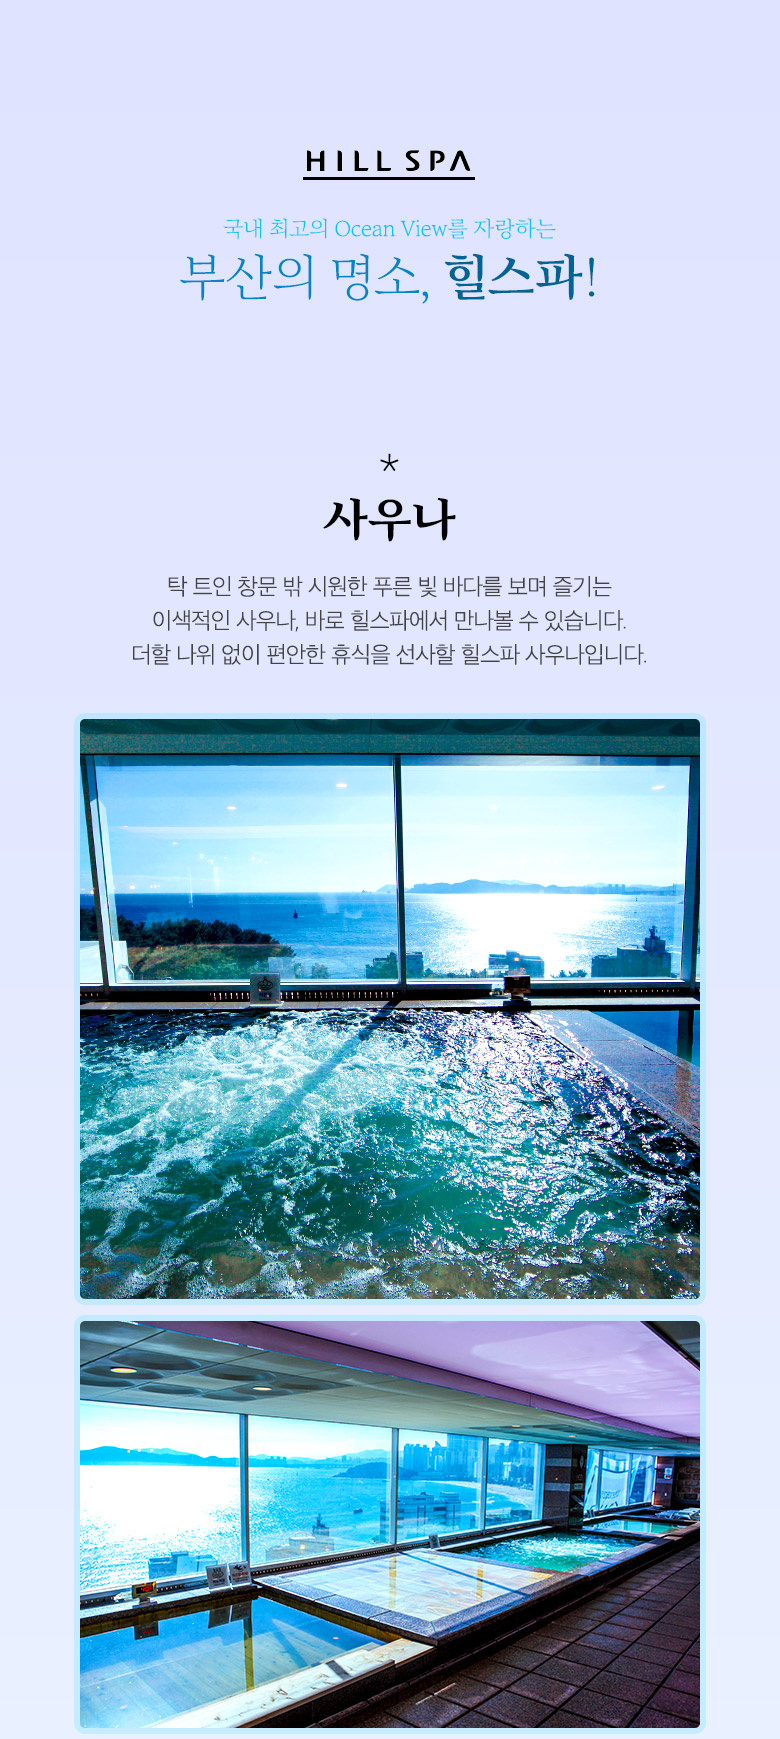 HILL SPA
국내 최고의 Ocean View를 자랑하는
부산의 명소, 힐스파!
사우나
탁 트인 창문 밖 시원한 푸른 빛 바다를 보며 즐기는
이색적인 사우나, 바로 힐스파에서 만나볼 수 있습니다.
더할 나위 없이 편안한 휴식을 선사할 힐스파 사우나입니다.